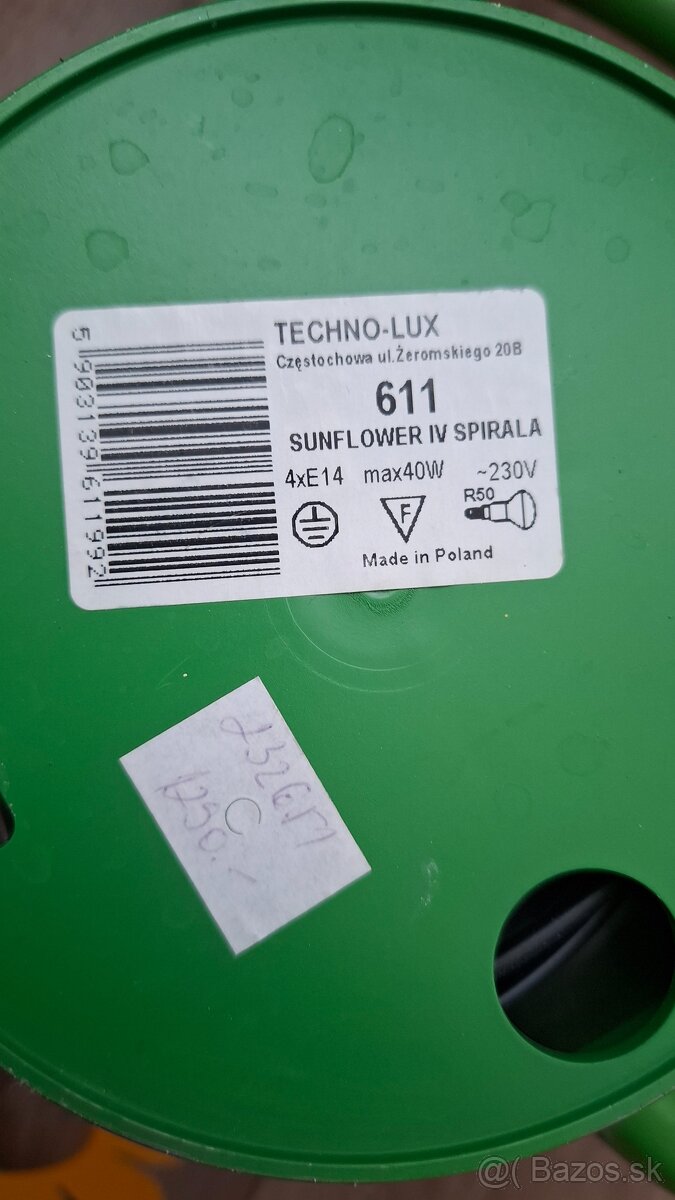 TECHNO-LUX
Częstochowa ul.Żeromskiego 20B
611
SUNFLOWER IV SPIRALA
4xE14 max40W ~230V
R50
F
Made in Poland
5 903139 611992
C
1290.-
@( Bazos.sk